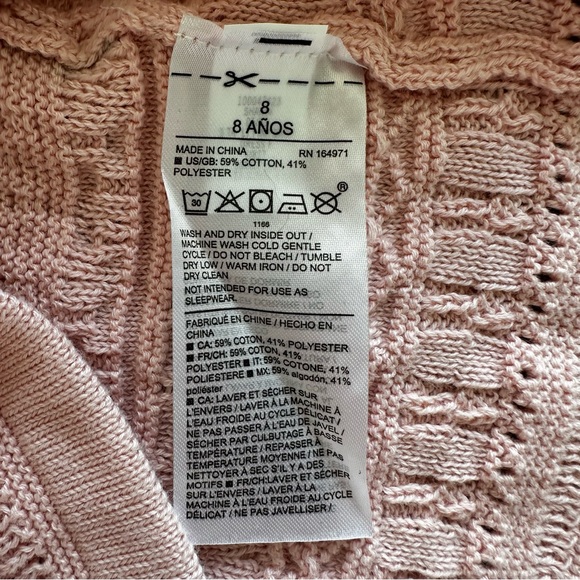 8
8 AÑOS
MADE IN CHINA RN 164971
■ US/GB: 59% COTTON, 41%
POLYESTER
30
®
1166
WASH AND DRY INSIDE OUT /
MACHINE WASH COLD GENTLE
CYCLE / DO NOT BLEACH / TUMBLE
DRY LOW / WARM IRON / DO NOT
DRY CLEAN
NOT INTENDED FOR USE AS
SLEEPWEAR.
FABRIQUÉ EN CHINE / HECHO EN
CHINA
■ CA: 59% COTON, 41% POLYESTER
■ FR/CH: 59% COTON, 41%
POLYESTER ■ IT: 59% COTONE, 41%
POLIESTERE ■ MX: 59% algodón, 41%
poliéster
■ CA: LAVER ET SÉCHER SUR
L'ENVERS / LAVER À LA MACHINE À
L'EAU FROIDE AU CYCLE DÉLICAT /
NE PAS PASSER À L'EAU DE JAVEL /
SÉCHER PAR CULBUTAGE À BASSE
TEMPÉRATURE / REPASSER À
TEMPÉRATURE MOYENNE / NE PAS
NETTOYER À SEC S'IL Y A DES
MOTIFS ■ FR/CH:LAVER ET SÉCHER
SUR L'ENVERS / LAVER À LA
MACHINE À L'EAU FROIDE AU CYCLE
DÉLICAT / NE PAS JAVELLISER /